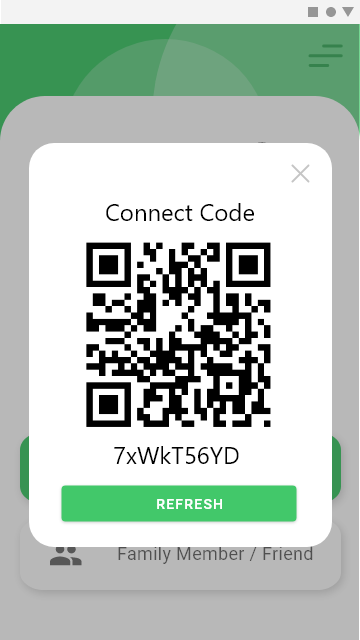 Connect Code
7xWkT56YD
REFRESH
Family Member / Friend